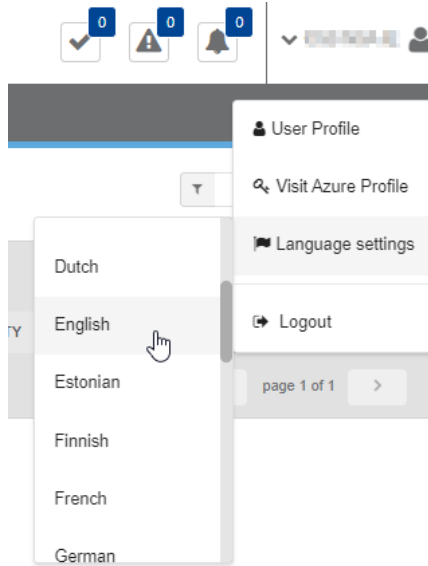 0 0 0
User Profile
Visit Azure Profile
Language settings
Logout
Dutch
English
Estonian
Finnish
French
German
TY
page 1 of 1